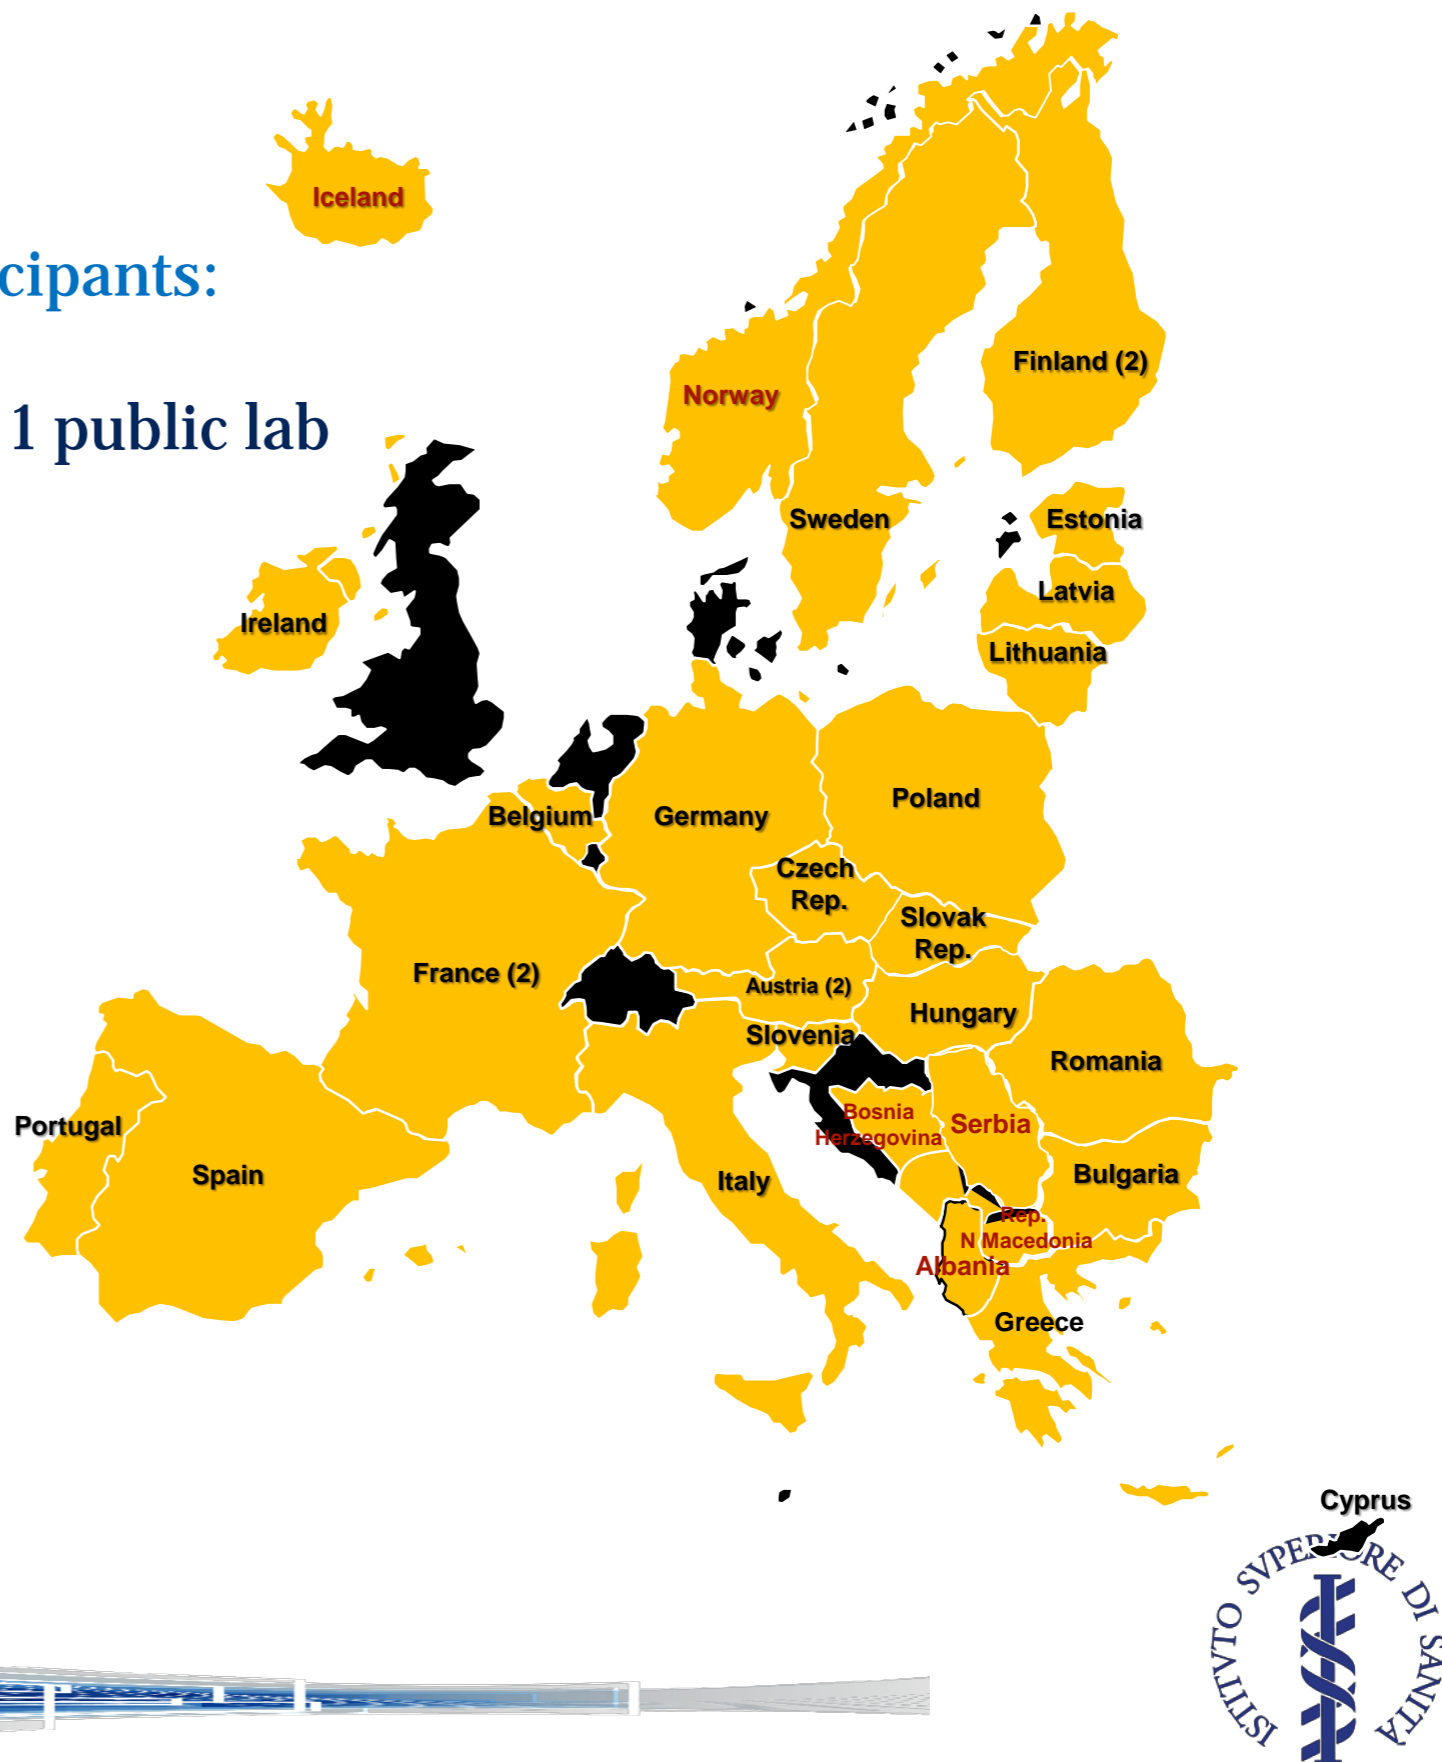 Iceland
cipants:
Finland (2)
Norway
1 public lab
Sweden
Estonia
Latvia
Ireland
Lithuania
Poland
Belgium
Germany
Czech
Rep.
Slovak
Rep.
France (2)
Austria (2)
Hungary
Slovenia
Romania
Bosnia
Herzegovina
Serbia
Portugal
Spain
Italy
Bulgaria
Rep.
N Macedonia
Albania
Greece
Cyprus
ISTITVTO SVPERIORE DI SANITÀ